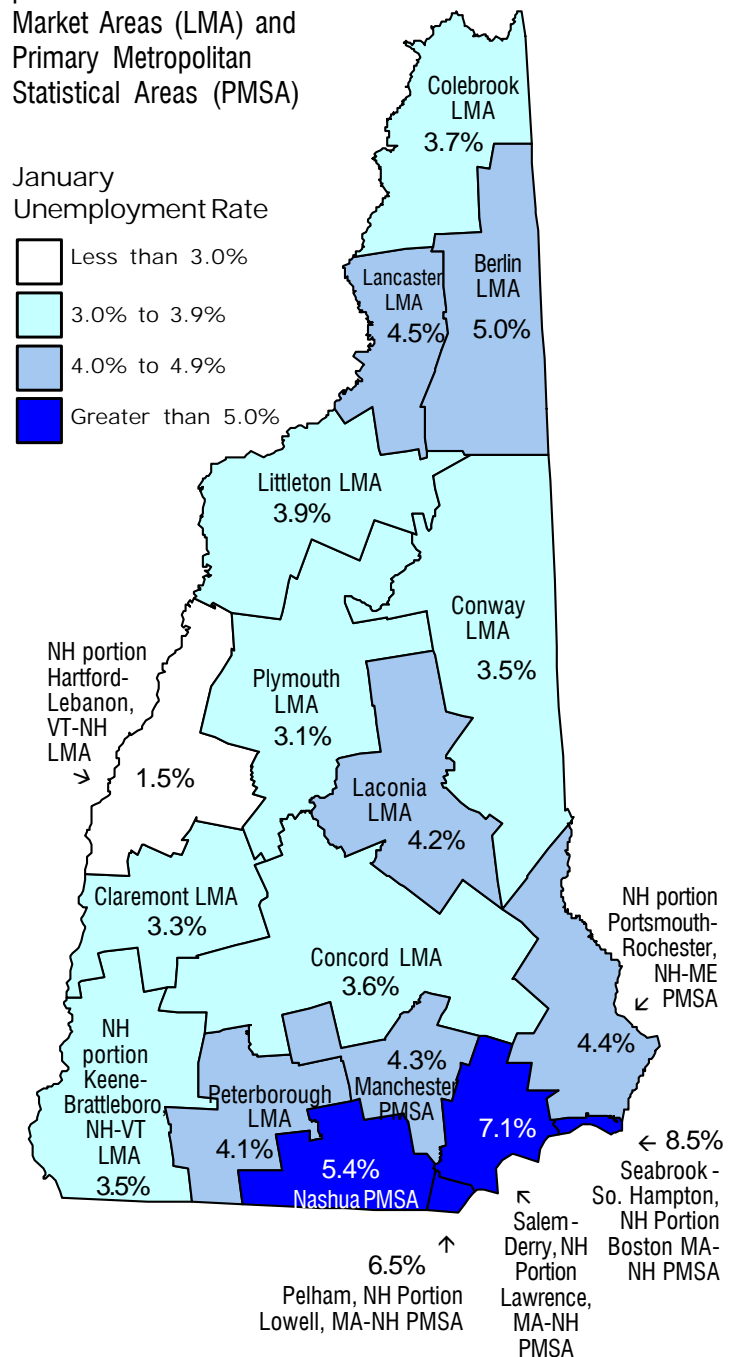 Market Areas (LMA) and
Primary Metropolitan
Statistical Areas (PMSA)
January
Unemployment Rate
Less than 3.0%
3.0% to 3.9%
4.0% to 4.9%
Greater than 5.0%
Colebrook
LMA
3.7%
Lancaster
LMA
4.5%
Berlin
LMA
5.0%
Littleton LMA
3.9%
Conway
LMA
3.5%
NH portion
Hartford-
Lebanon,
VT-NH
LMA
1.5%
Plymouth
LMA
3.1%
Laconia
LMA
4.2%
Claremont LMA
3.3%
Concord LMA
3.6%
NH portion
Portsmouth-
Rochester,
NH-ME
PMSA
4.4%
NH
portion
Keene-
Brattleboro
NH-VT
LMA
3.5%
Peterborough
LMA
4.1%
4.3%
Manchester
PMSA
5.4%
Nashua PMSA
7.1%
← 8.5%
Seabrook -
So. Hampton,
NH Portion
Boston MA-
NH PMSA
6.5%
Pelham, NH Portion
Lowell, MA-NH PMSA
Salem-
Derry, NH
Portion
Lawrence,
MA-NH
PMSA